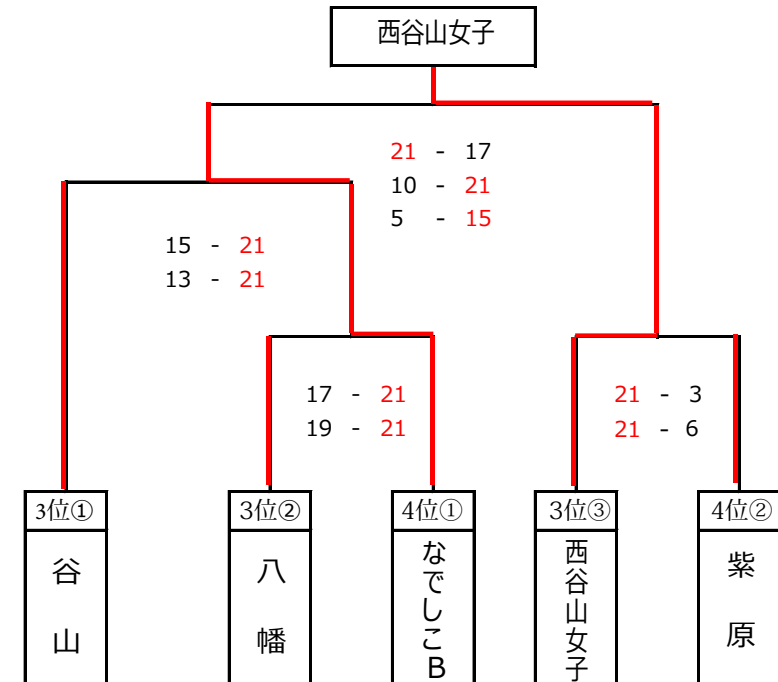 西谷山女子
21 - 17
10 - 21
5 - 15
15 - 21
13 - 21
17 - 21
19 - 21
21 - 3
21 - 6
3位①
3位②
4位①
3位③
4位②
谷山
八幡
なでしこB
西谷山女子
紫原